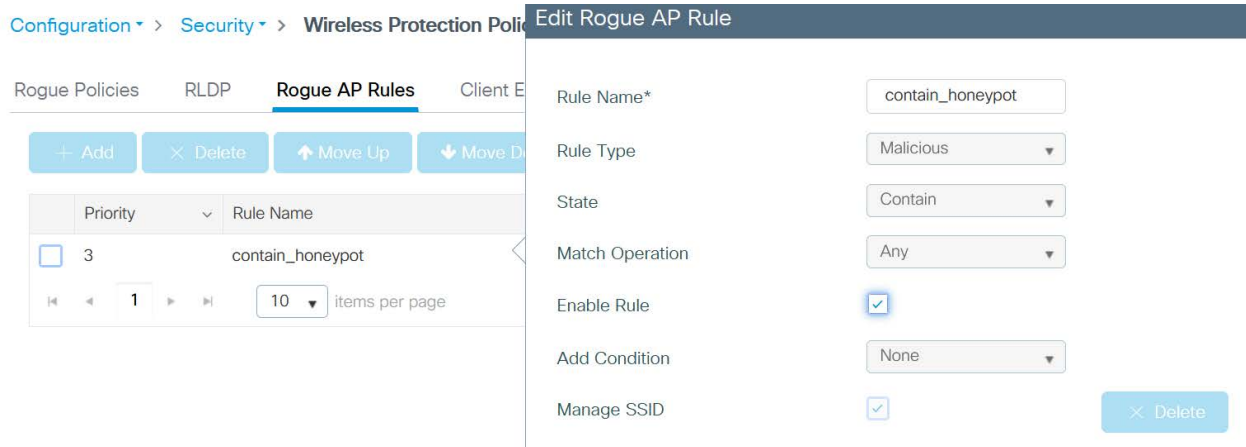 Configuration > Security > Wireless Protection Polic
Rogue Policies RLDP Rogue AP Rules Client E
+ Add × Delete Move Up Move De
Priority Rule Name
3 contain_honeypot
1 10 items per page
Edit Rogue AP Rule
Rule Name* contain_honeypot
Rule Type Malicious
State Contain
Match Operation Any
Enable Rule
Add Condition None
Manage SSID × Delete